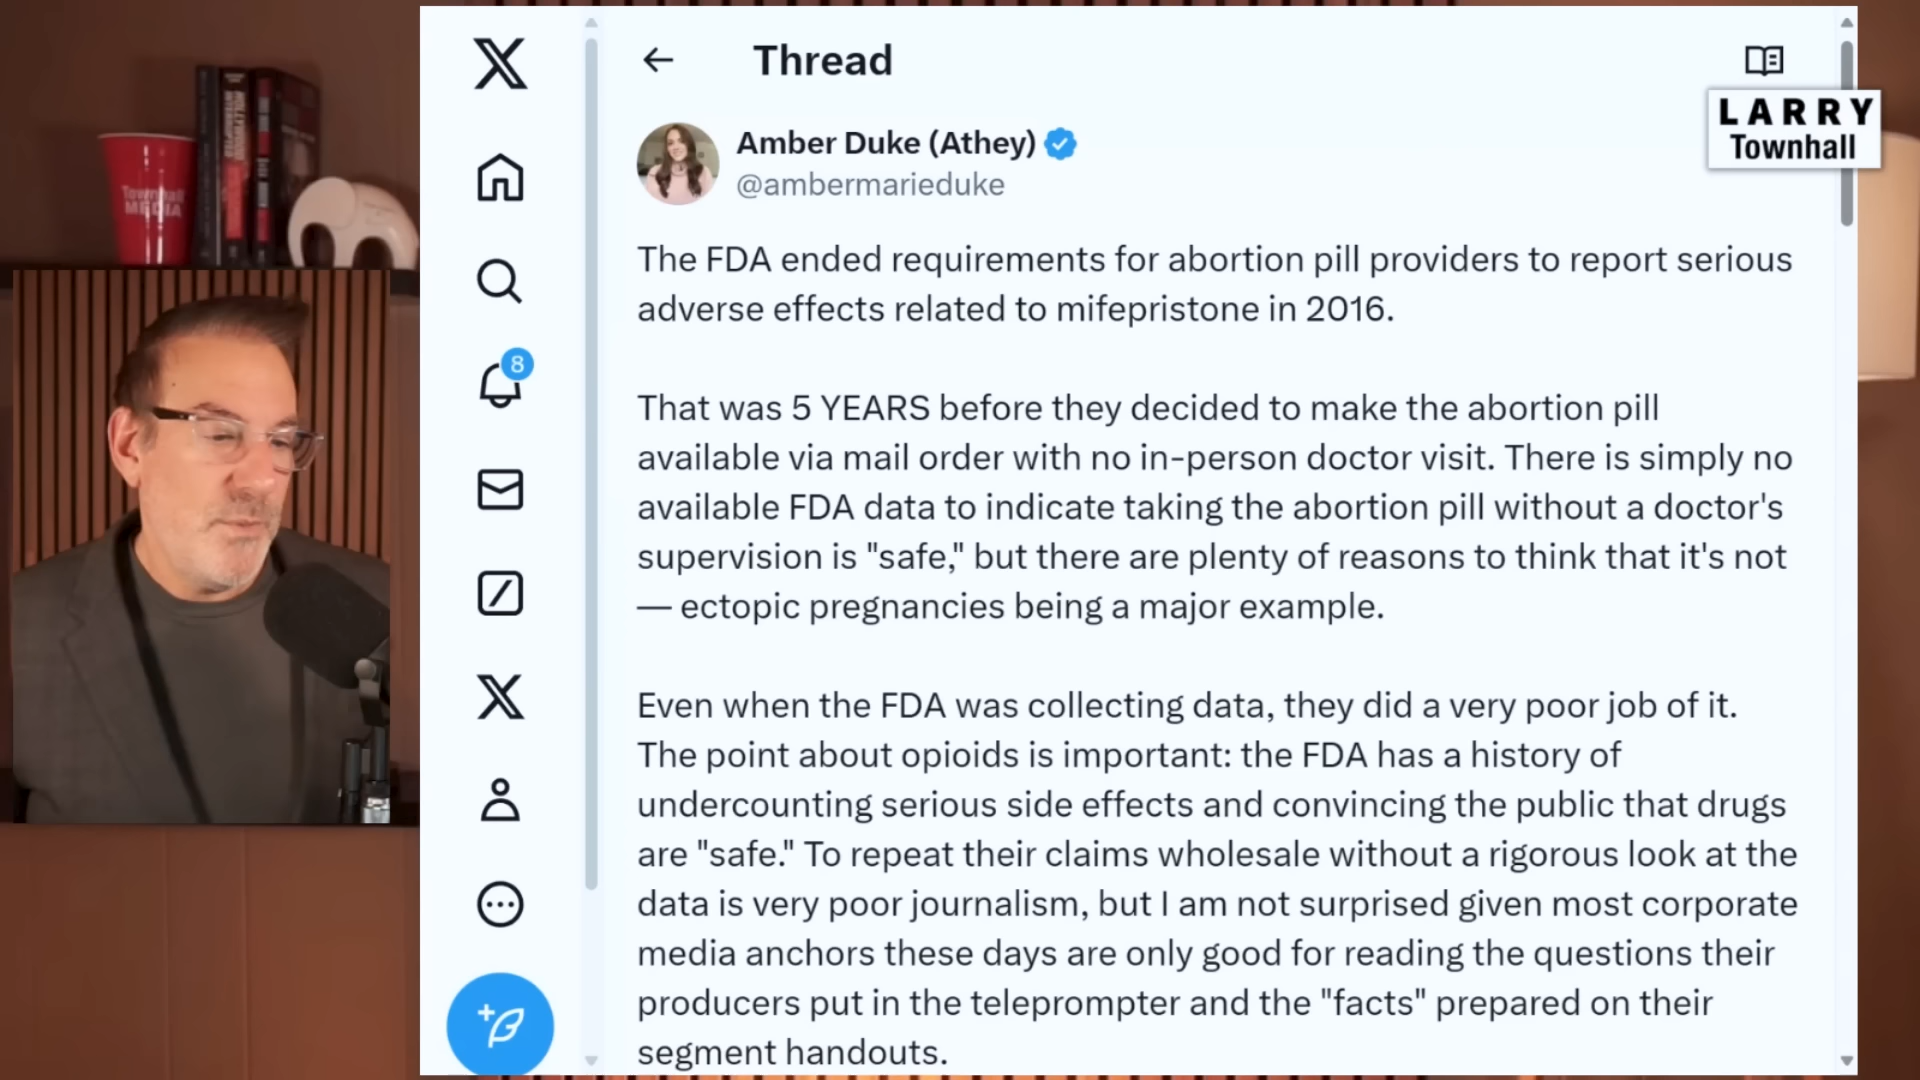 Thread
LARRY
Townhall
Amber Duke (Athey)
@ambermarieduke
8
The FDA ended requirements for abortion pill providers to report serious
adverse effects related to mifepristone in 2016.
That was 5 YEARS before they decided to make the abortion pill
available via mail order with no in-person doctor visit. There is simply no
available FDA data to indicate taking the abortion pill without a doctor's
supervision is "safe," but there are plenty of reasons to think that it's not
— ectopic pregnancies being a major example.
Even when the FDA was collecting data, they did a very poor job of it.
The point about opioids is important: the FDA has a history of
undercounting serious side effects and convincing the public that drugs
are "safe." To repeat their claims wholesale without a rigorous look at the
data is very poor journalism, but I am not surprised given most corporate
media anchors these days are only good for reading the questions their
producers put in the teleprompter and the "facts" prepared on their
segment handouts.
Townhall
MEDIA